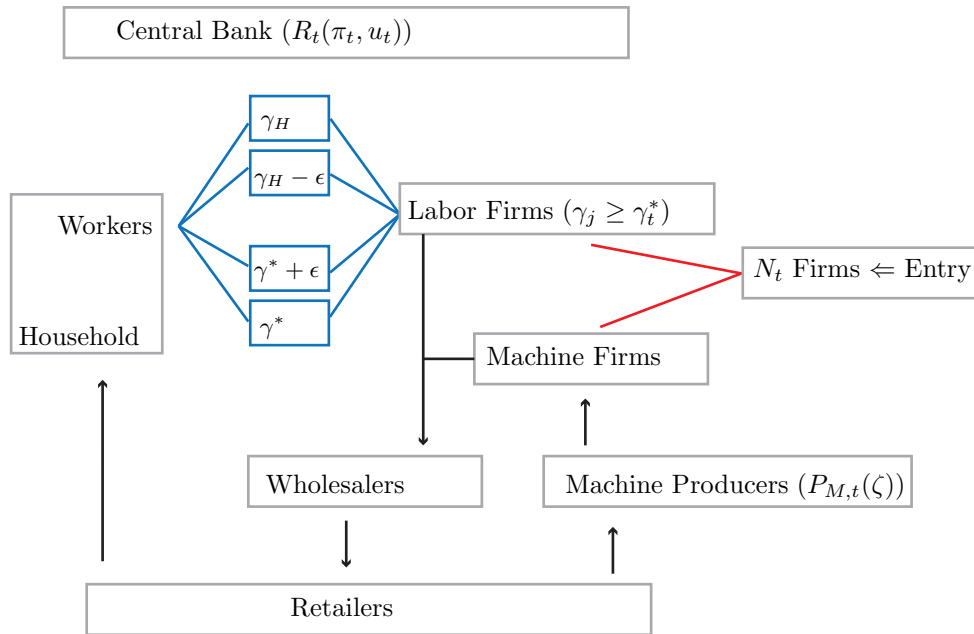 Central Bank (R_t(π_t, u_t))
γ_H
γ_H − ϵ
Workers
Labor Firms (γ_j ≥ γ_t^*)
γ^* + ϵ
N_t Firms ⇐ Entry
γ^*
Household
Machine Firms
Wholesalers
Machine Producers (P_{M,t}(ζ))
Retailers